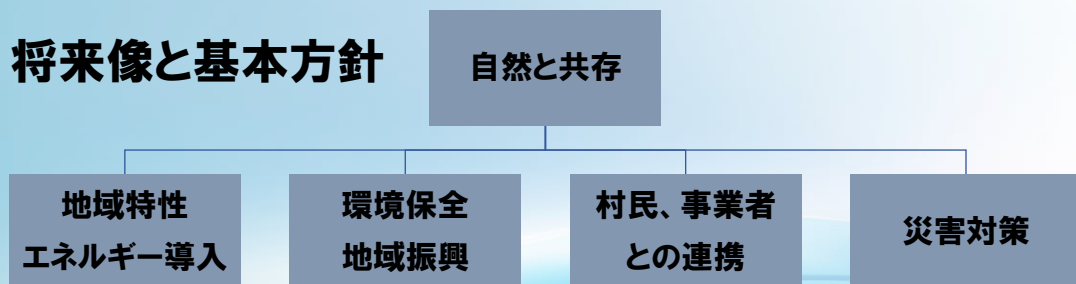 将来像と基本方針
自然と共存
地域特性
エネルギー導入
環境保全
地域振興
村民、事業者
との連携
災害対策